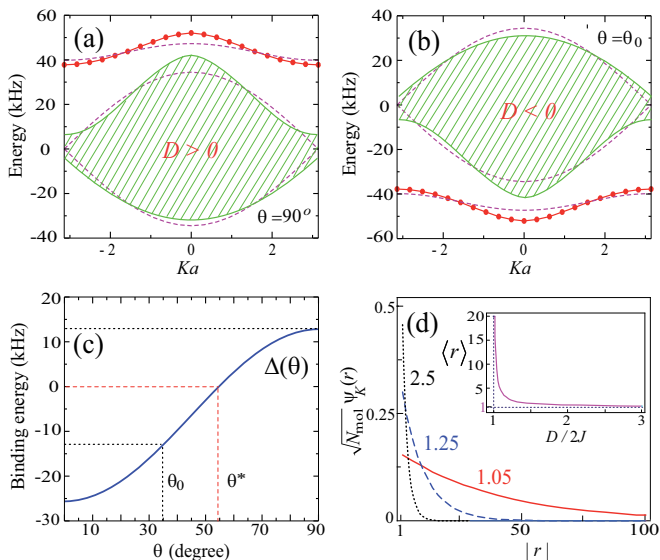 (a)
D > 0
θ = 90°
Energy (kHz)
60
40
20
0
-20
-40
-2
0
2
Ka
(b)
θ = θ₀
D < 0
Energy (kHz)
40
20
0
-20
-40
-60
-2
0
2
Ka
(c)
Δ(θ)
Binding energy (kHz)
20
10
0
-10
-20
-30
θ₀
θ*
10
30
50
70
90
θ (degree)
(d)
√N_mol ψ_K(r)
0.5
0.25
0
2.5
1.25
1.05
1
50
100
| r |
⟨r⟩
20
15
10
5
1
1
2
3
D / 2J